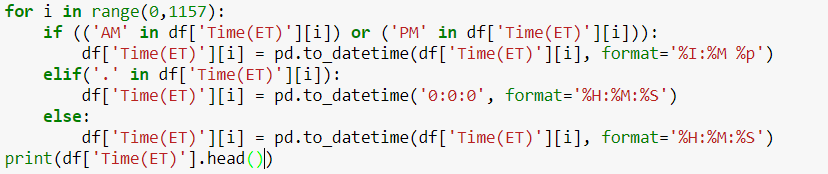 for i in range(0,1157):
    if (('AM' in df['Time(ET)'][i]) or ('PM' in df['Time(ET)'][i])):
        df['Time(ET)'][i] = pd.to_datetime(df['Time(ET)'][i], format='%I:%M %p')
    elif('.' in df['Time(ET)'][i]):
        df['Time(ET)'][i] = pd.to_datetime('0:0:0', format='%H:%M:%S')
    else:
        df['Time(ET)'][i] = pd.to_datetime(df['Time(ET)'][i], format='%H:%M:%S')
print(df['Time(ET)'].head())